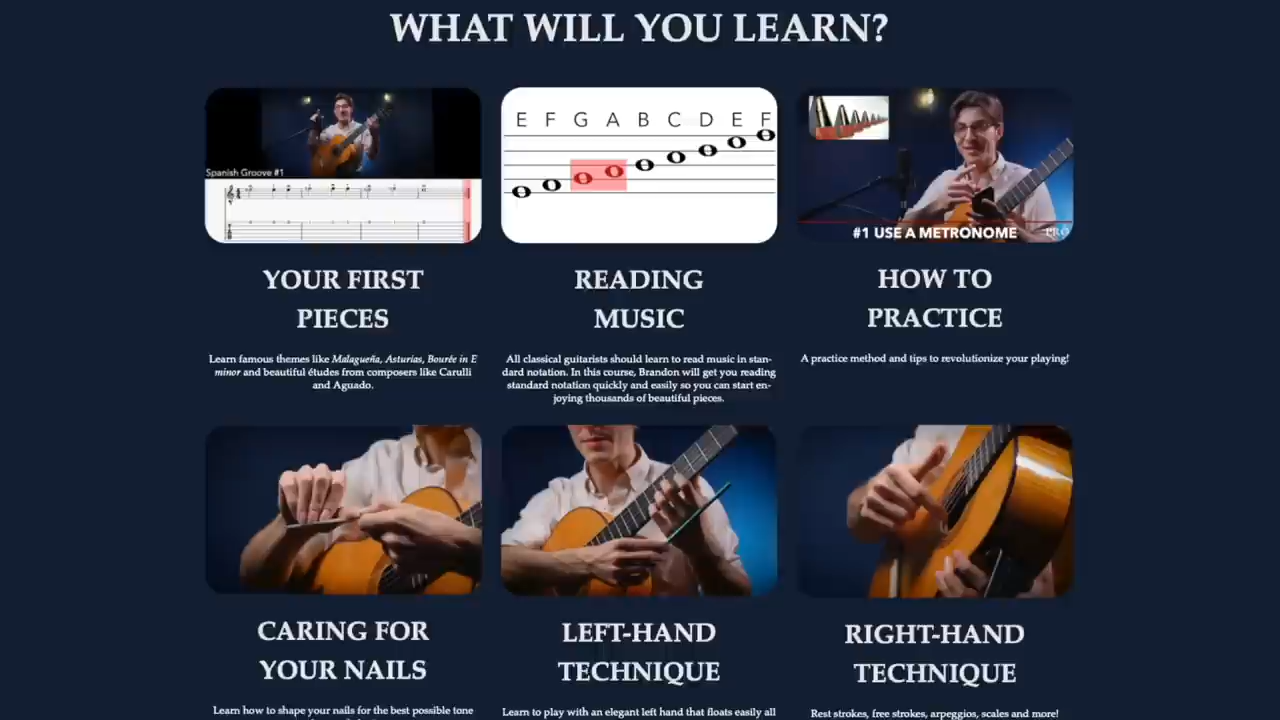 WHAT WILL YOU LEARN?
Spanish Groove #1
E F G A B C D E F
#1 USE A METRONOME
PRO
YOUR FIRST
PIECES
Learn famous themes like Malagueña, Asturias, Bourée in E
minor and beautiful études from composers like Carulli
and Aguado.
READING
MUSIC
All classical guitarists should learn to read music in stan-
dard notation. In this course, Brandon will get you reading
standard notation quickly and easily so you can start en-
joying thousands of beautiful pieces.
HOW TO
PRACTICE
A practice method and tips to revolutionize your playing!
CARING FOR
YOUR NAILS
Learn how to shape your nails for the best possible tone
LEFT-HAND
TECHNIQUE
Learn to play with an elegant left hand that floats easily all
RIGHT-HAND
TECHNIQUE
Rest strokes, free strokes, arpeggios, scales and more!